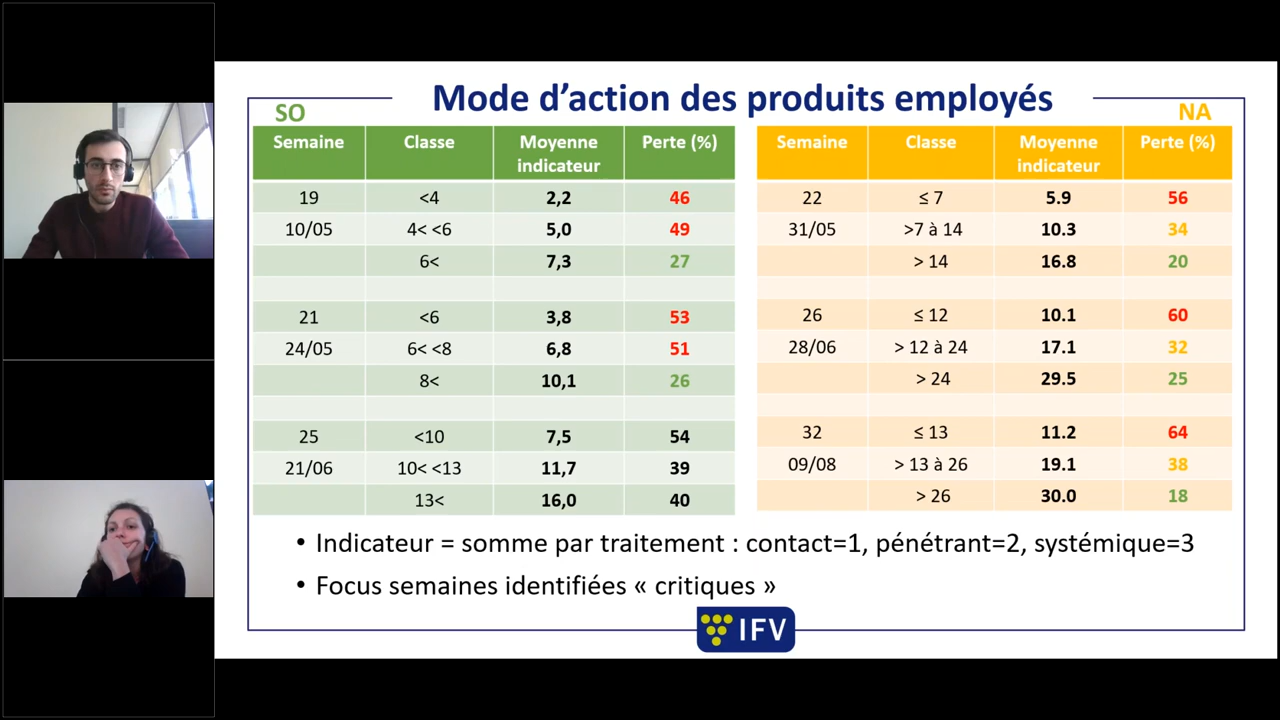 Mode d’action des produits employés
SO
Semaine Classe Moyenne indicateur Perte (%)
19 <4 2,2 46
10/05 4< <6 5,0 49
6< 7,3 27
21 <6 3,8 53
24/05 6< <8 6,8 51
8< 10,1 26
25 <10 7,5 54
21/06 10< <13 11,7 39
13< 16,0 40
NA
Semaine Classe Moyenne indicateur Perte (%)
22 ≤ 7 5.9 56
31/05 >7 à 14 10.3 34
> 14 16.8 20
26 ≤ 12 10.1 60
28/06 > 12 à 24 17.1 32
> 24 29.5 25
32 ≤ 13 11.2 64
09/08 > 13 à 26 19.1 38
> 26 30.0 18
• Indicateur = somme par traitement : contact=1, pénétrant=2, systémique=3
• Focus semaines identifiées « critiques »
IFV